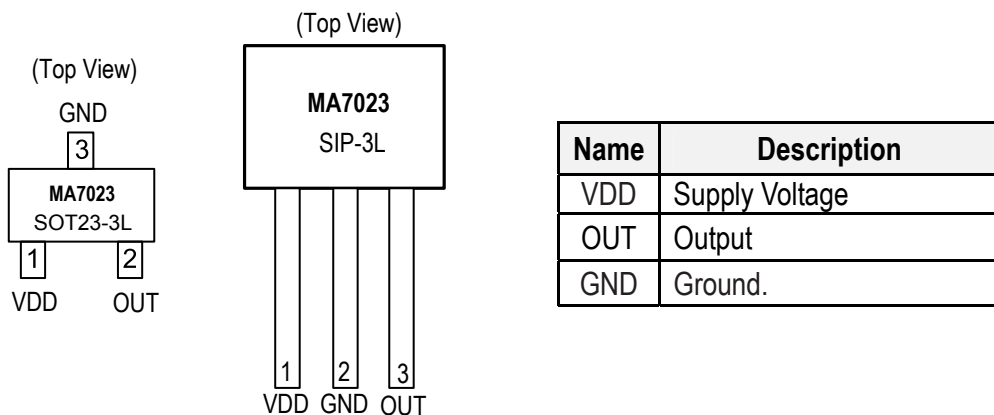 (Top View)
GND
3
MA7023
SOT23-3L
1 2
VDD OUT
(Top View)
MA7023
SIP-3L
1 2 3
VDD GND OUT
Name Description
VDD Supply Voltage
OUT Output
GND Ground.